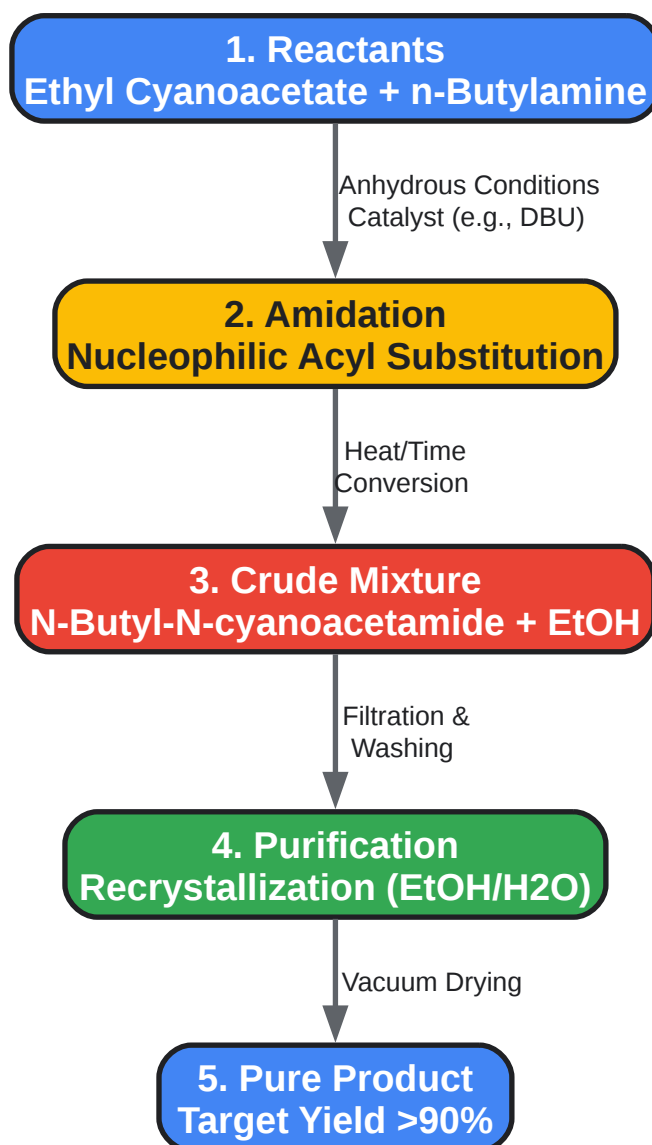 1. Reactants
Ethyl Cyanoacetate + n-Butylamine
Anhydrous Conditions
Catalyst (e.g., DBU)
2. Amidation
Nucleophilic Acyl Substitution
Heat/Time
Conversion
3. Crude Mixture
N-Butyl-N-cyanoacetamide + EtOH
Filtration &
Washing
4. Purification
Recrystallization (EtOH/H2O)
Vacuum Drying
5. Pure Product
Target Yield >90%